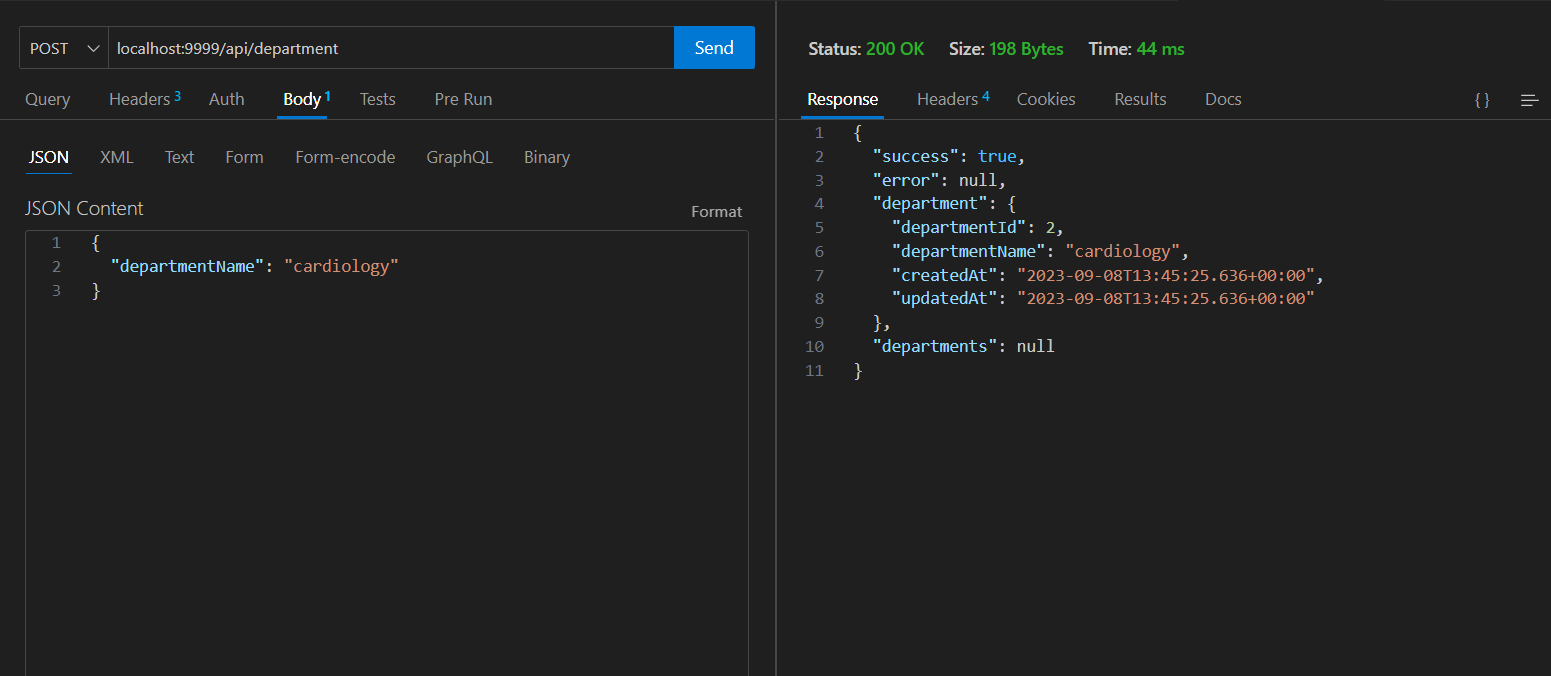 POST localhost:9999/api/department Send
Query Headers 3 Auth Body 1 Tests Pre Run
JSON XML Text Form Form-encode GraphQL Binary
JSON Content Format
1 {
2 "departmentName": "cardiology"
3 }
Status: 200 OK Size: 198 Bytes Time: 44 ms
Response Headers 4 Cookies Results Docs {}
1 {
2 "success": true,
3 "error": null,
4 "department": {
5 "departmentId": 2,
6 "departmentName": "cardiology",
7 "createdAt": "2023-09-08T13:45:25.636+00:00",
8 "updatedAt": "2023-09-08T13:45:25.636+00:00"
9 },
10 "departments": null
11 }